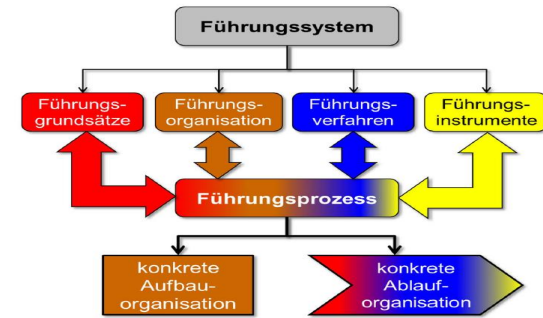 Führungssystem
Führungs-
grundsätze
Führungs-
organisation
Führungs-
verfahren
Führungs-
instrumente
Führungsprozess
konkrete
Aufbau-
organisation
konkrete
Ablauf-
organisation